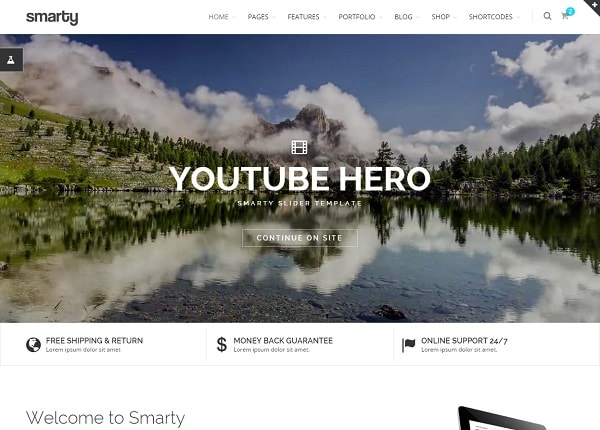 smarty
HOME PAGES FEATURES PORTFOLIO BLOG SHOP SHORTCODES 2
YOUTUBE HERO
SMARTY SLIDER TEMPLATE
CONTINUE ON SITE
FREE SHIPPING & RETURN
Lorem ipsum dolor sit amet
$ MONEY BACK GUARANTEE
Lorem ipsum dolor sit amet.
ONLINE SUPPORT 24/7
Lorem ipsum dolor sit amet.
Welcome to Smarty